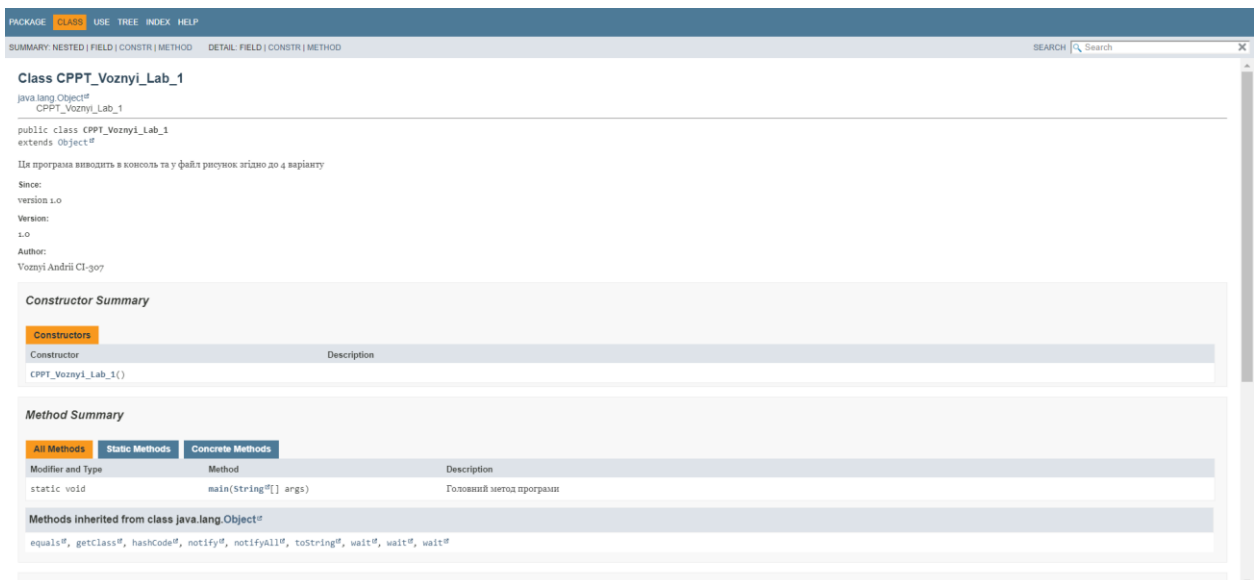 PACKAGE CLASS USE TREE INDEX HELP
SUMMARY: NESTED | FIELD | CONSTR | METHOD DETAIL: FIELD | CONSTR | METHOD SEARCH Search
Class CPPT_Voznyi_Lab_1
java.lang.Object
CPPT_Voznyi_Lab_1
public class CPPT_Voznyi_Lab_1
extends Object
Ця програма виводить в консоль та у файл рисунок згідно до 4 варіанту
Since:
version 1.0
Version:
1.0
Author:
Voznyi Andrii CI-307
Constructor Summary
Constructors
Constructor Description
CPPT_Voznyi_Lab_1()
Method Summary
All Methods Static Methods Concrete Methods
Modifier and Type Method Description
static void main(String[] args) Головний метод програми
Methods inherited from class java.lang.Object
equals, getClass, hashCode, notify, notifyAll, toString, wait, wait, wait